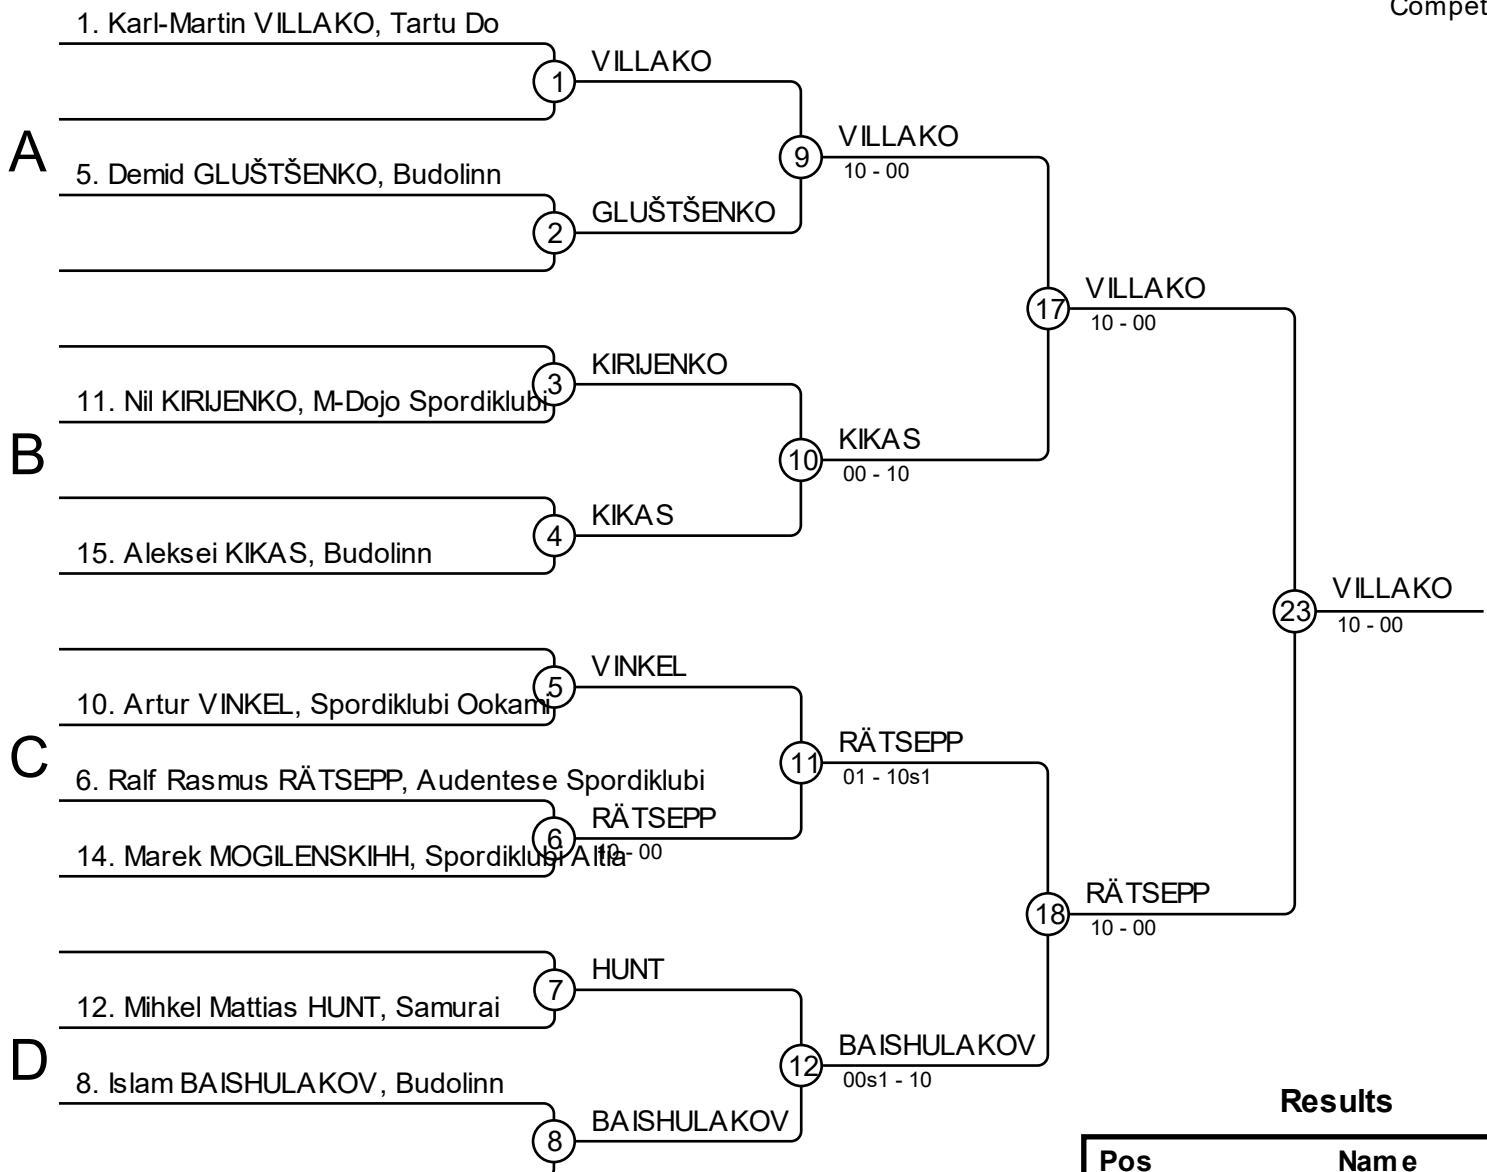 Compet
1. Karl-Martin VILLAKO, Tartu Do
1
VILLAKO
A
9
VILLAKO
10 - 00
5. Demid GLUŠTŠENKO, Budolinn
2
GLUŠTŠENKO
17
VILLAKO
10 - 00
3
KIRIJENKO
11. Nil KIRIJENKO, M-Dojo Spordiklubi
B
10
KIKAS
00 - 10
4
KIKAS
15. Aleksei KIKAS, Budolinn
23
VILLAKO
10 - 00
5
VINKEL
10. Artur VINKEL, Spordiklubi Ookami
C
11
RÄTSEPP
01 - 10s1
6. Ralf Rasmus RÄTSEPP, Audentese Spordiklubi
6
RÄTSEPP
10 - 00
14. Marek MOGILENSKIHH, Spordiklubi Altia
18
RÄTSEPP
10 - 00
7
HUNT
12. Mihkel Mattias HUNT, Samurai
D
12
BAISHULAKOV
00s1 - 10
8. Islam BAISHULAKOV, Budolinn
8
BAISHULAKOV
Results
Pos Name